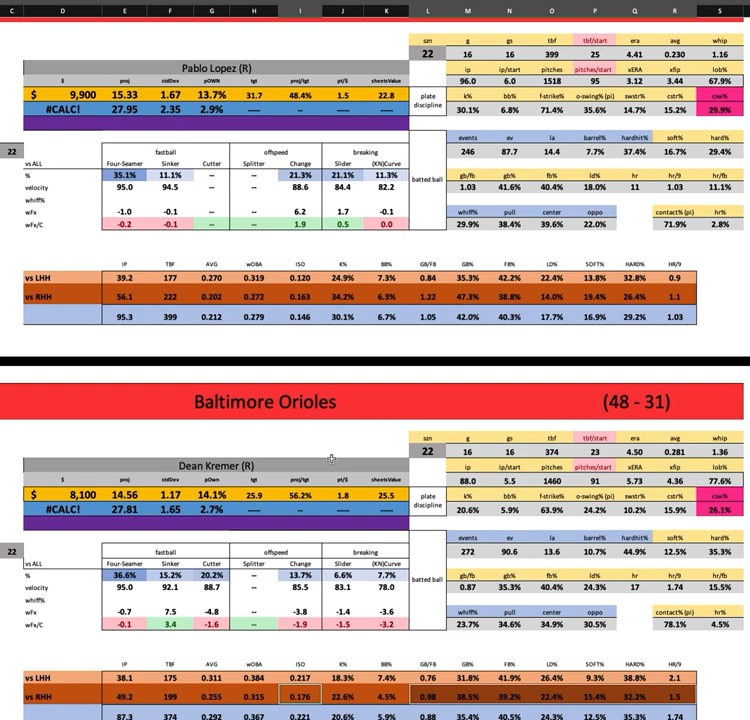 C D E F G H I J K L M N O P Q R S
szn g gs tbf tbf/start era avg whip
22 16 16 399 25 4.41 0.230 1.16
Pablo Lopez (R) ip ip/start pitches pitches/start xERA xfip lob%
$ proj stdDev pOWN tgt proj/tgt pt/$ sheetsValue 96.0 6.0 1518 95 3.12 3.44 67.9%
$ 9,900 15.33 1.67 13.7% 31.7 48.4% 1.5 22.8 plate discipline k% bb% f-strike% o-swing% (pi) swstr% cstr% csw%
#CALC! 27.95 2.35 2.9% ---- -- ---- ---- 30.1% 6.8% 71.4% 35.6% 14.7% 15.2% 29.9%
events ev la barrel% hardhit% soft% hard%
22 fastball offspeed breaking 246 87.7 14.4 7.7% 37.4% 16.7% 29.4%
vs ALL Four-Seamer Sinker Cutter Splitter Change Slider (KN)Curve batted ball
% 35.1% 11.1% -- -- 21.3% 21.1% 11.3% gb/fb gb% fb% ld% hr hr/9 hr/fb
velocity 95.0 94.5 -- -- 88.6 84.4 82.2 1.03 41.6% 40.4% 18.0% 11 1.03 11.1%
whiff%
wFx -1.0 -0.1 6.2 1.7 -0.1 whiff% pull center oppo contact% (pi) hr%
wFx/C -0.2 -0.1 -- -- 1.9 0.5 0.0 29.9% 38.4% 39.6% 22.0% 71.9% 2.8%
IP TBF AVG wOBA ISO K% BB% GB/FB GB% FB% LD% SOFT% HARD% HR/9
vs LHH 39.2 177 0.270 0.319 0.120 24.9% 7.3% 0.84 35.3% 42.2% 22.4% 13.8% 32.8% 0.9
vs RHH 56.1 222 0.202 0.272 0.163 34.2% 6.3% 1.22 47.3% 38.8% 14.0% 19.4% 26.4% 1.1
95.3 399 0.212 0.279 0.146 30.1% 6.7% 1.05 42.0% 40.3% 17.7% 16.9% 29.2% 1.03
Baltimore Orioles (48 - 31)
szn g gs tbf tbf/start era avg whip
22 16 16 374 23 4.50 0.281 1.36
Dean Kremer (R) ip ip/start pitches pitches/start xERA xfip lob%
$ proj stdDev pOwn tgt proj/tgt pt/$ sheetsValue 88.0 5.5 1460 91 5.73 4.36 77.6%
$ 8,100 14.56 1.17 14.1% 25.9 56.2% 1.8 25.5 plate discipline k% bb% f-strike% o-swing% (pi) swstr% cstr% csw%
#CALC! 27.81 1.65 2.7% ---- -- ---- ---- 20.6% 5.9% 63.9% 24.2% 10.2% 15.9% 26.1%
events ev la barrel% hardhit% soft% hard%
22 fastball offspeed breaking 272 90.6 13.6 10.7% 44.9% 12.5% 35.3%
vs ALL Four-Seamer Sinker Cutter Splitter Change Slider (KN)Curve batted ball
% 36.6% 15.2% 20.2% -- 13.7% 6.6% 7.7% gb/fb gb% fb% ld% hr hr/9 hr/fb
velocity 95.0 92.1 88.7 -- 85.5 83.1 78.0 0.87 35.3% 40.4% 24.3% 17 1.74 15.5%
whiff%
wFx -0.7 7.5 -4.8 -3.8 -1.4 -3.6 whiff% pull center oppo contact% (pi) hr%
wFx/C -0.1 3.4 -1.6 -- -1.9 -1.5 -3.2 23.7% 34.6% 34.9% 30.5% 78.1% 4.5%
IP TBF AVG wOBA ISO K% BB% GB/FB GB% FB% LD% SOFT% HARD% HR/9
vs LHH 38.1 175 0.311 0.384 0.217 18.3% 7.4% 0.76 31.8% 41.9% 26.4% 9.3% 38.8% 2.1
vs RHH 49.2 199 0.255 0.315 0.176 22.6% 4.5% 0.98 38.5% 39.2% 22.4% 15.4% 32.2% 1.5
87.3 374 0.292 0.367 0.221 20.6% 5.9% 0.88 35.4% 40.5% 24.3% 12.5% 35.3% 1.74